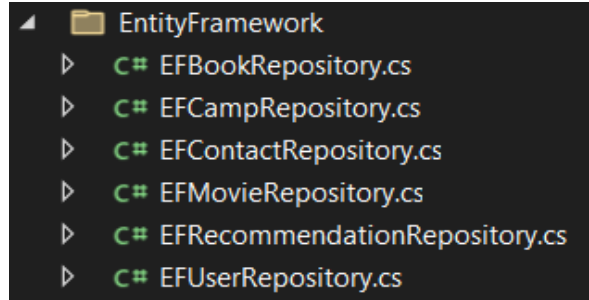 EntityFramework
C# EFBookRepository.cs
C# EFCampRepository.cs
C# EFContactRepository.cs
C# EFMovieRepository.cs
C# EFRecommendationRepository.cs
C# EFUserRepository.cs